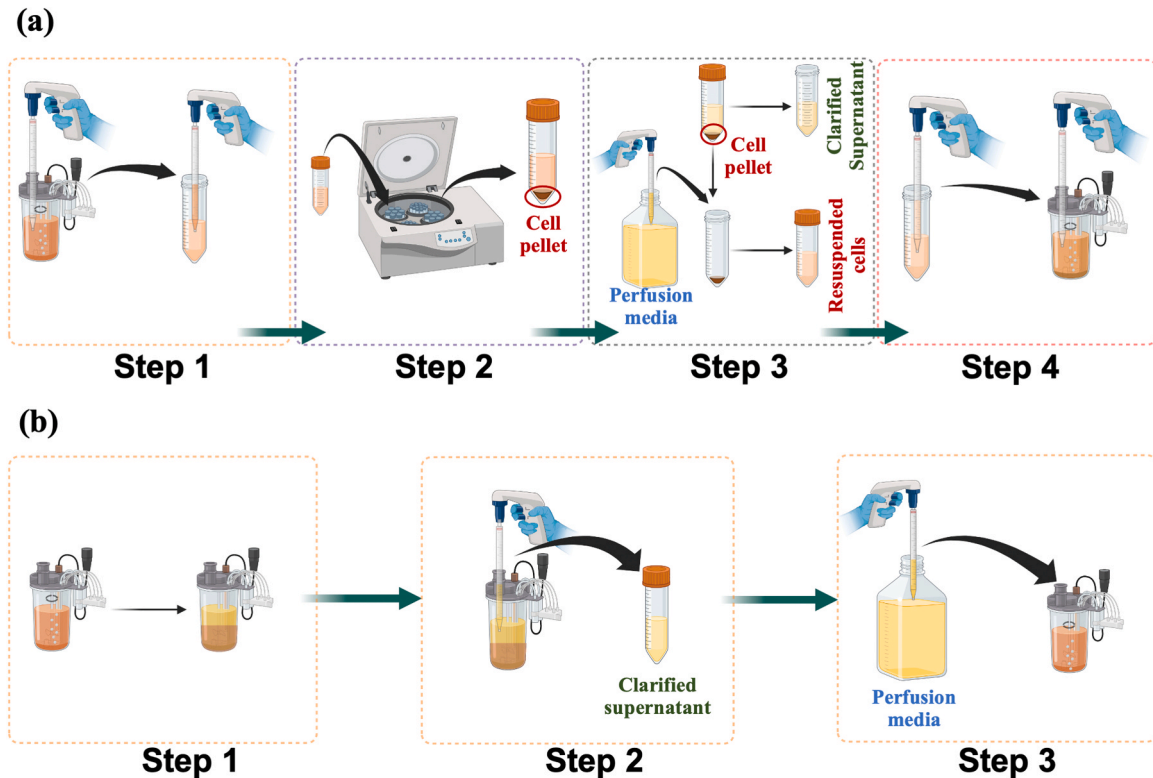 (a)
Clarified
Supernatant
Cell
pellet
Cell
pellet
Resuspended
cells
Perfusion
media
Step 1
Step 2
Step 3
Step 4
(b)
Clarified
supernatant
Perfusion
media
Step 1
Step 2
Step 3